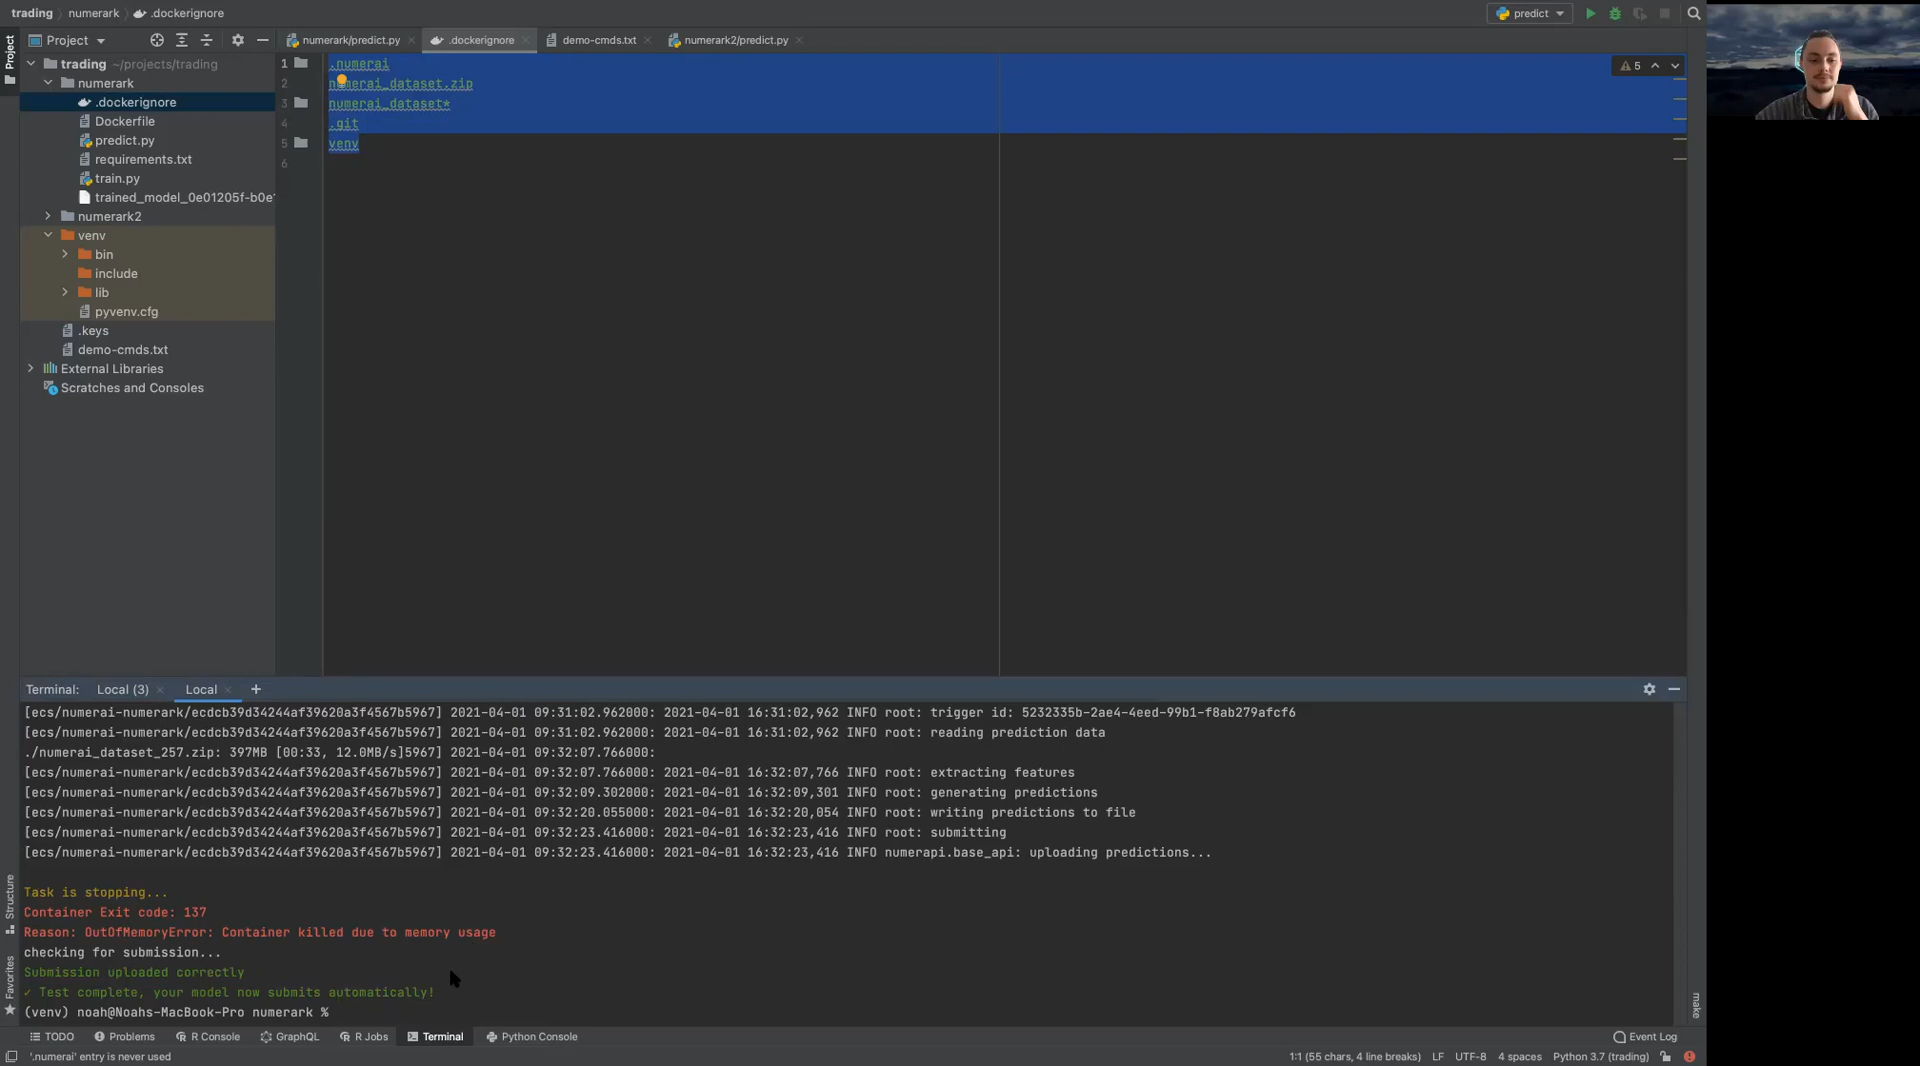 trading
numerark
.dockerignore
predict
Project
Project
numerark/predict.py
.dockerignore
demo-cmds.txt
numerark2/predict.py
trading ~/projects/trading
numerark
.dockerignore
Dockerfile
predict.py
requirements.txt
train.py
trained_model_0e01205f-b0e
numerark2
venv
bin
include
lib
pyvenv.cfg
.keys
demo-cmds.txt
External Libraries
Scratches and Consoles
1 .numerai
2 numerai_dataset.zip
3 numerai_dataset*
4 .git
5 venv
6
5
Terminal: Local (3) Local
[ecs/numerai-numerark/ecdcb39d34244af39620a3f4567b5967] 2021-04-01 09:31:02.962000: 2021-04-01 16:31:02,962 INFO root: trigger id: 5232335b-2ae4-4eed-99b1-f8ab279afcf6
[ecs/numerai-numerark/ecdcb39d34244af39620a3f4567b5967] 2021-04-01 09:31:02.962000: 2021-04-01 16:31:02,962 INFO root: reading prediction data
./numerai_dataset_257.zip: 397MB [00:33, 12.0MB/s]5967] 2021-04-01 09:32:07.766000:
[ecs/numerai-numerark/ecdcb39d34244af39620a3f4567b5967] 2021-04-01 09:32:07.766000: 2021-04-01 16:32:07,766 INFO root: extracting features
[ecs/numerai-numerark/ecdcb39d34244af39620a3f4567b5967] 2021-04-01 09:32:09.302000: 2021-04-01 16:32:09,301 INFO root: generating predictions
[ecs/numerai-numerark/ecdcb39d34244af39620a3f4567b5967] 2021-04-01 09:32:20.055000: 2021-04-01 16:32:20,054 INFO root: writing predictions to file
[ecs/numerai-numerark/ecdcb39d34244af39620a3f4567b5967] 2021-04-01 09:32:23.416000: 2021-04-01 16:32:23,416 INFO root: submitting
[ecs/numerai-numerark/ecdcb39d34244af39620a3f4567b5967] 2021-04-01 09:32:23.416000: 2021-04-01 16:32:23,416 INFO numerapi.base_api: uploading predictions...
Task is stopping...
Container Exit code: 137
Reason: OutOfMemoryError: Container killed due to memory usage
checking for submission...
Submission uploaded correctly
✓ Test complete, your model now submits automatically!
(venv) noah@Noahs-MacBook-Pro numerark %
Structure
Favorites
make
TODO Problems R Console GraphQL R Jobs Terminal Python Console Event Log
'.numerai' entry is never used
1:1 (55 chars, 4 line breaks) LF UTF-8 4 spaces Python 3.7 (trading)